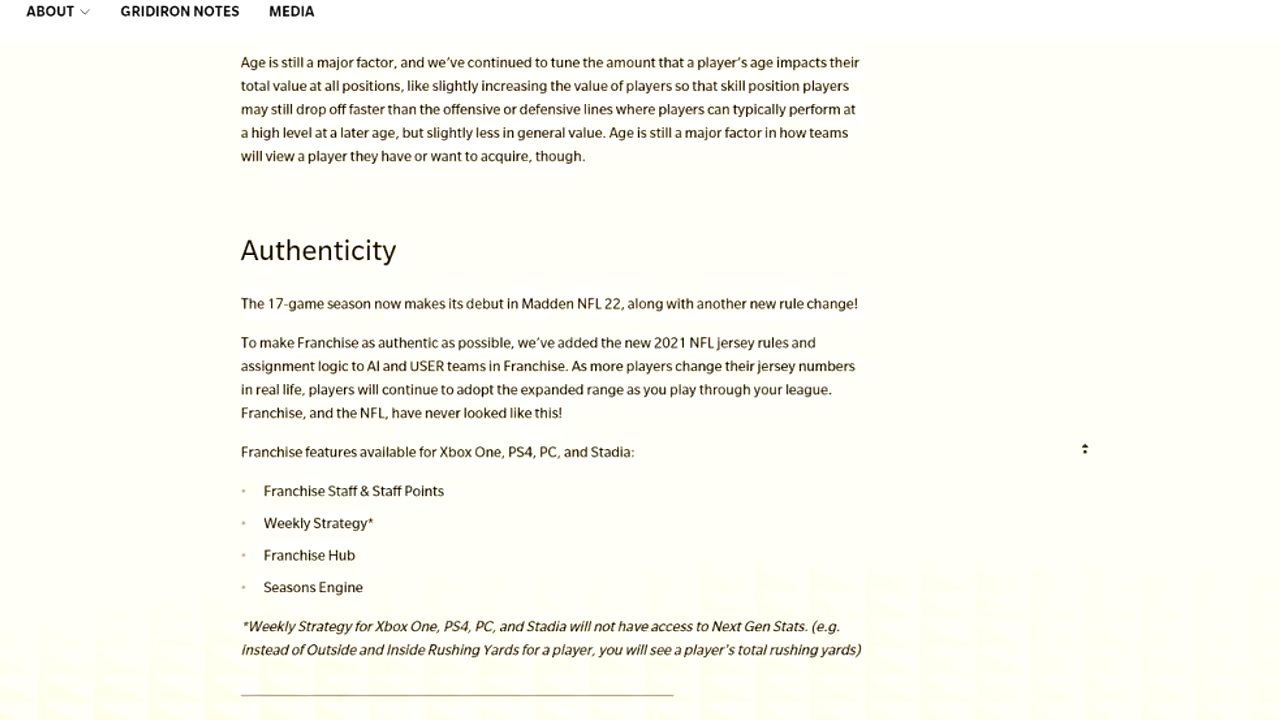 ABOUT GRIDIRON NOTES MEDIA
Age is still a major factor, and we've continued to tune the amount that a player's age impacts their
total value at all positions, like slightly increasing the value of players so that skill position players
may still drop off faster than the offensive or defensive lines where players can typically perform at
a high level at a later age, but slightly less in general value. Age is still a major factor in how teams
will view a player they have or want to acquire, though.
Authenticity
The 17-game season now makes its debut in Madden NFL 22, along with another new rule change!
To make Franchise as authentic as possible, we've added the new 2021 NFL jersey rules and
assignment logic to AI and USER teams in Franchise. As more players change their jersey numbers
in real life, players will continue to adopt the expanded range as you play through your league.
Franchise, and the NFL, have never looked like this!
Franchise features available for Xbox One, PS4, PC, and Stadia:
• Franchise Staff & Staff Points
• Weekly Strategy*
• Franchise Hub
• Seasons Engine
*Weekly Strategy for Xbox One, PS4, PC, and Stadia will not have access to Next Gen Stats. (e.g.
instead of Outside and Inside Rushing Yards for a player, you will see a player's total rushing yards)